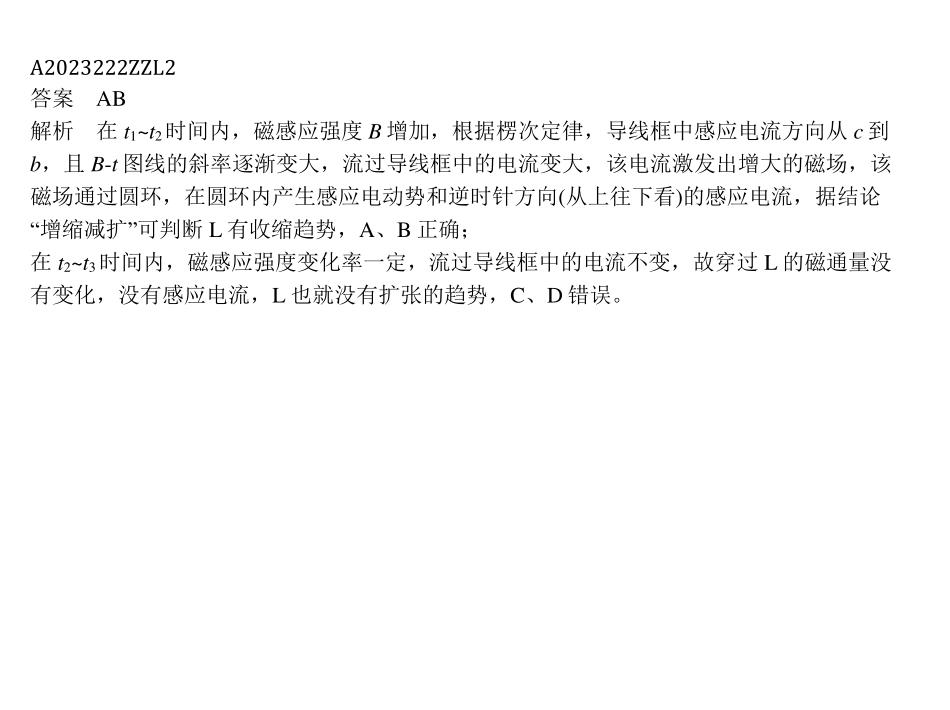 A2023222ZZL2
答案　AB
解析　在 t₁~t₂时间内，磁感应强度 B 增加，根据楞次定律，导线框中感应电流方向从 c 到
b，且 B-t 图线的斜率逐渐变大，流过导线框中的电流变大，该电流激发出增大的磁场，该
磁场通过圆环，在圆环内产生感应电动势和逆时针方向(从上往下看)的感应电流，据结论
“增缩减扩”可判断 L 有收缩趋势，A、B 正确；
在 t₂~t₃时间内，磁感应强度变化率一定，流过导线框中的电流不变，故穿过 L 的磁通量没
有变化，没有感应电流，L 也就没有扩张的趋势，C、D 错误。